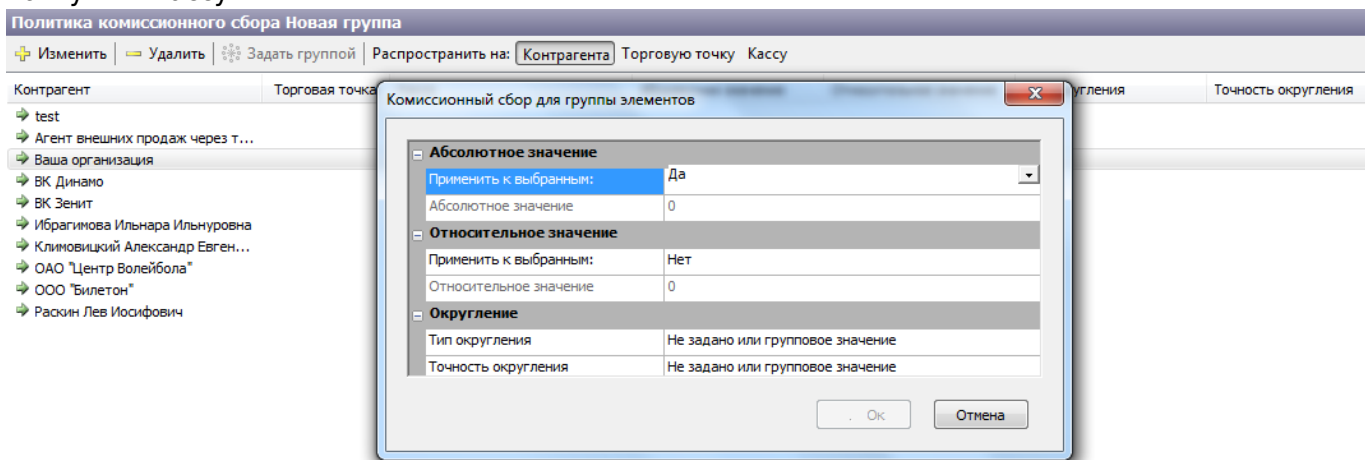 Политика комиссионного сбора Новая группа
Изменить Удалить Задать группой Распространить на: Контрагента Торговую точку Кассу
Контрагент Торговая точка угления Точность округления
test
Агент внешних продаж через т...
Ваша организация
ВК Динамо
ВК Зенит
Ибрагимова Ильнара Ильнуровна
Климовицкий Александр Евген...
ОАО "Центр Волейбола"
ООО "Билетон"
Раскин Лев Иосифович
Комиссионный сбор для группы элементов
Абсолютное значение
Применить к выбранным: Да
Абсолютное значение 0
Относительное значение
Применить к выбранным: Нет
Относительное значение 0
Округление
Тип округления Не задано или групповое значение
Точность округления Не задано или групповое значение
. Ок Отмена